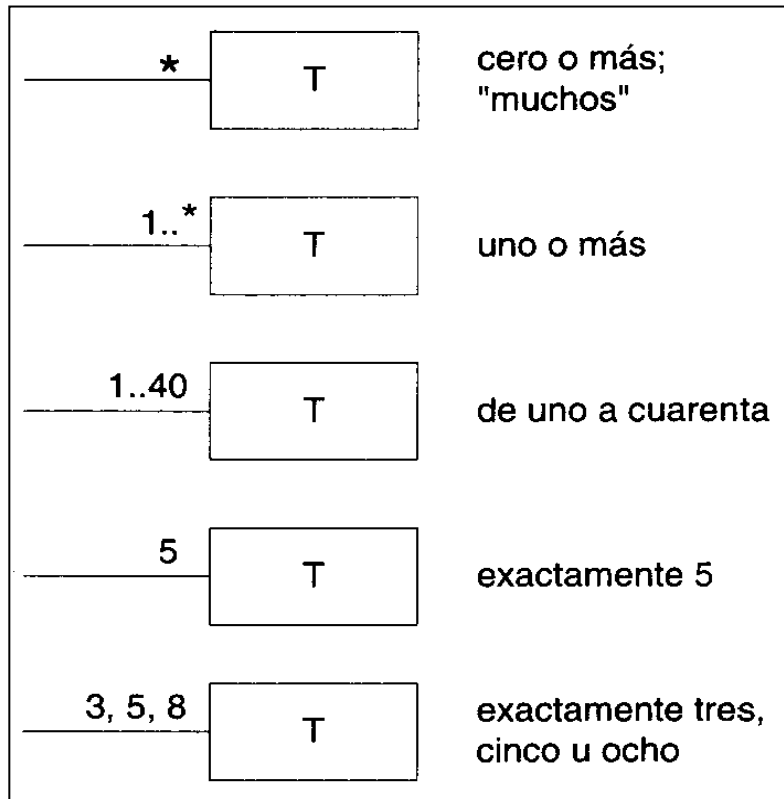 * T cero o más;
"muchos"
1..* T uno o más
1..40 T de uno a cuarenta
5 T exactamente 5
3, 5, 8 T exactamente tres,
cinco u ocho